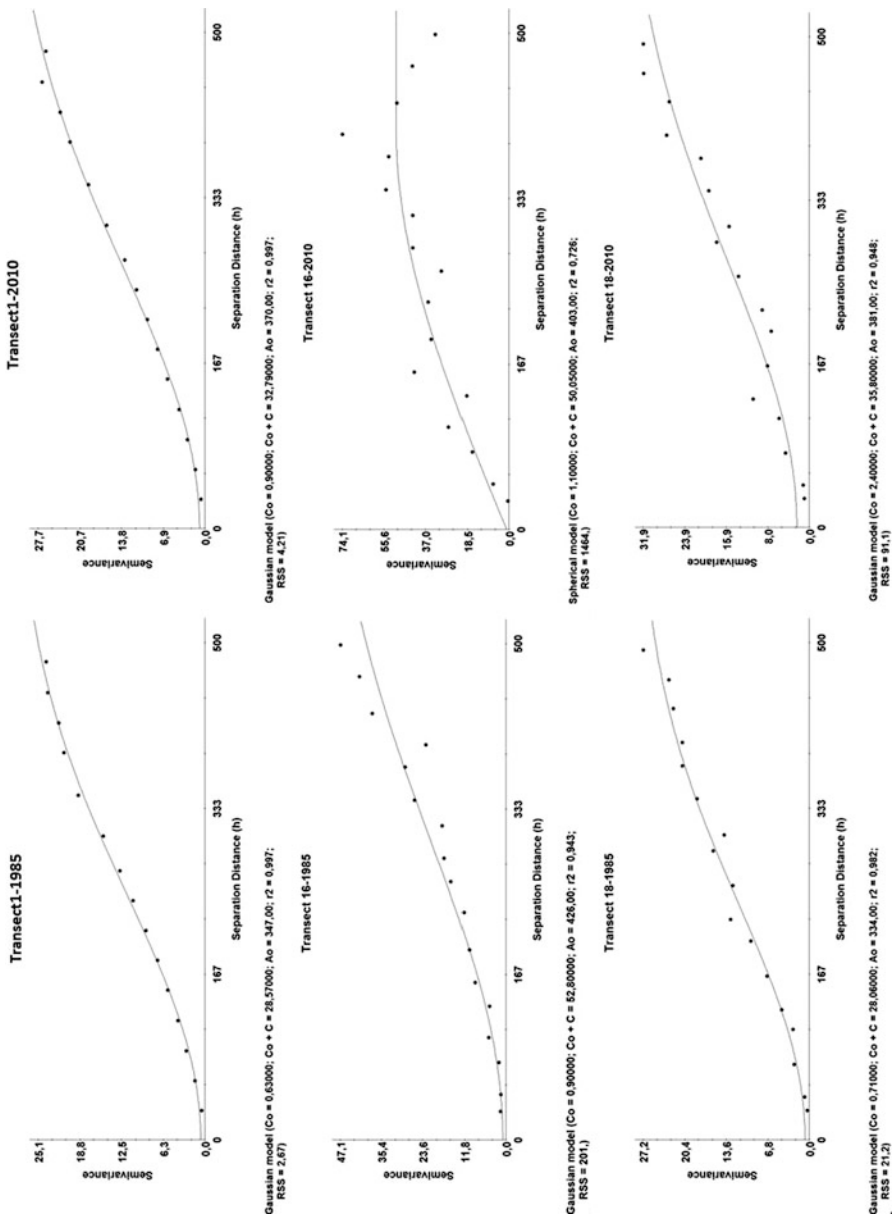 Transect1-1985
25,1
18,8
12,5
6,3
0,0
Semivariance
0
167
333
500
Separation Distance (h)
Gaussian model (Co = 0,63000; Co + C = 28,57000; Ao = 347,00; r2 = 0,997;
RSS = 2,67)
Transect1-2010
27,7
20,7
13,8
6,9
0,0
Semivariance
0
167
333
500
Separation Distance (h)
Gaussian model (Co = 0,90000; Co + C = 32,79000; Ao = 370,00; r2 = 0,997;
RSS = 4,21)
Transect 16-1985
47,1
35,4
23,6
11,8
0,0
Semivariance
0
167
333
500
Separation Distance (h)
Gaussian model (Co = 0,90000; Co + C = 52,80000; Ao = 426,00; r2 = 0,943;
RSS = 201,)
Transect 16-2010
74,1
55,6
37,0
18,5
0,0
Semivariance
0
167
333
500
Separation Distance (h)
Spherical model (Co = 1,10000; Co + C = 50,05000; Ao = 403,00; r2 = 0,726;
RSS = 1464,)
Transect 18-1985
27,2
20,4
13,6
6,8
0,0
Semivariance
0
167
333
500
Separation Distance (h)
Gaussian model (Co = 0,71000; Co + C = 28,06000; Ao = 334,00; r2 = 0,982;
RSS = 21,2)
Transect 18-2010
31,9
23,9
15,9
8,0
0,0
Semivariance
0
167
333
500
Separation Distance (h)
Gaussian model (Co = 2,40000; Co + C = 35,80000; Ao = 381,00; r2 = 0,948;
RSS = 91,1)